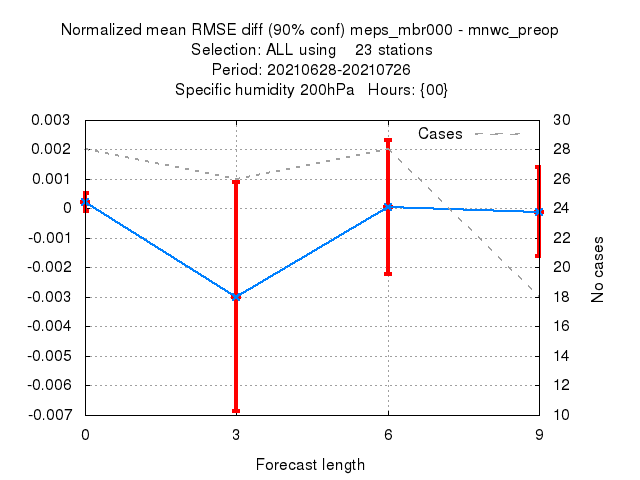 Normalized mean RMSE diff (90% conf) meps_mbr000 - mnwc_preop
Selection: ALL using 23 stations
Period: 20210628-20210726
Specific humidity 200hPa Hours: {00}
Cases
0.003
0.002
0.001
0
-0.001
-0.002
-0.003
-0.004
-0.005
-0.006
-0.007
30
28
26
24
22
20
18
16
14
12
10
No cases
0 3 6 9
Forecast length